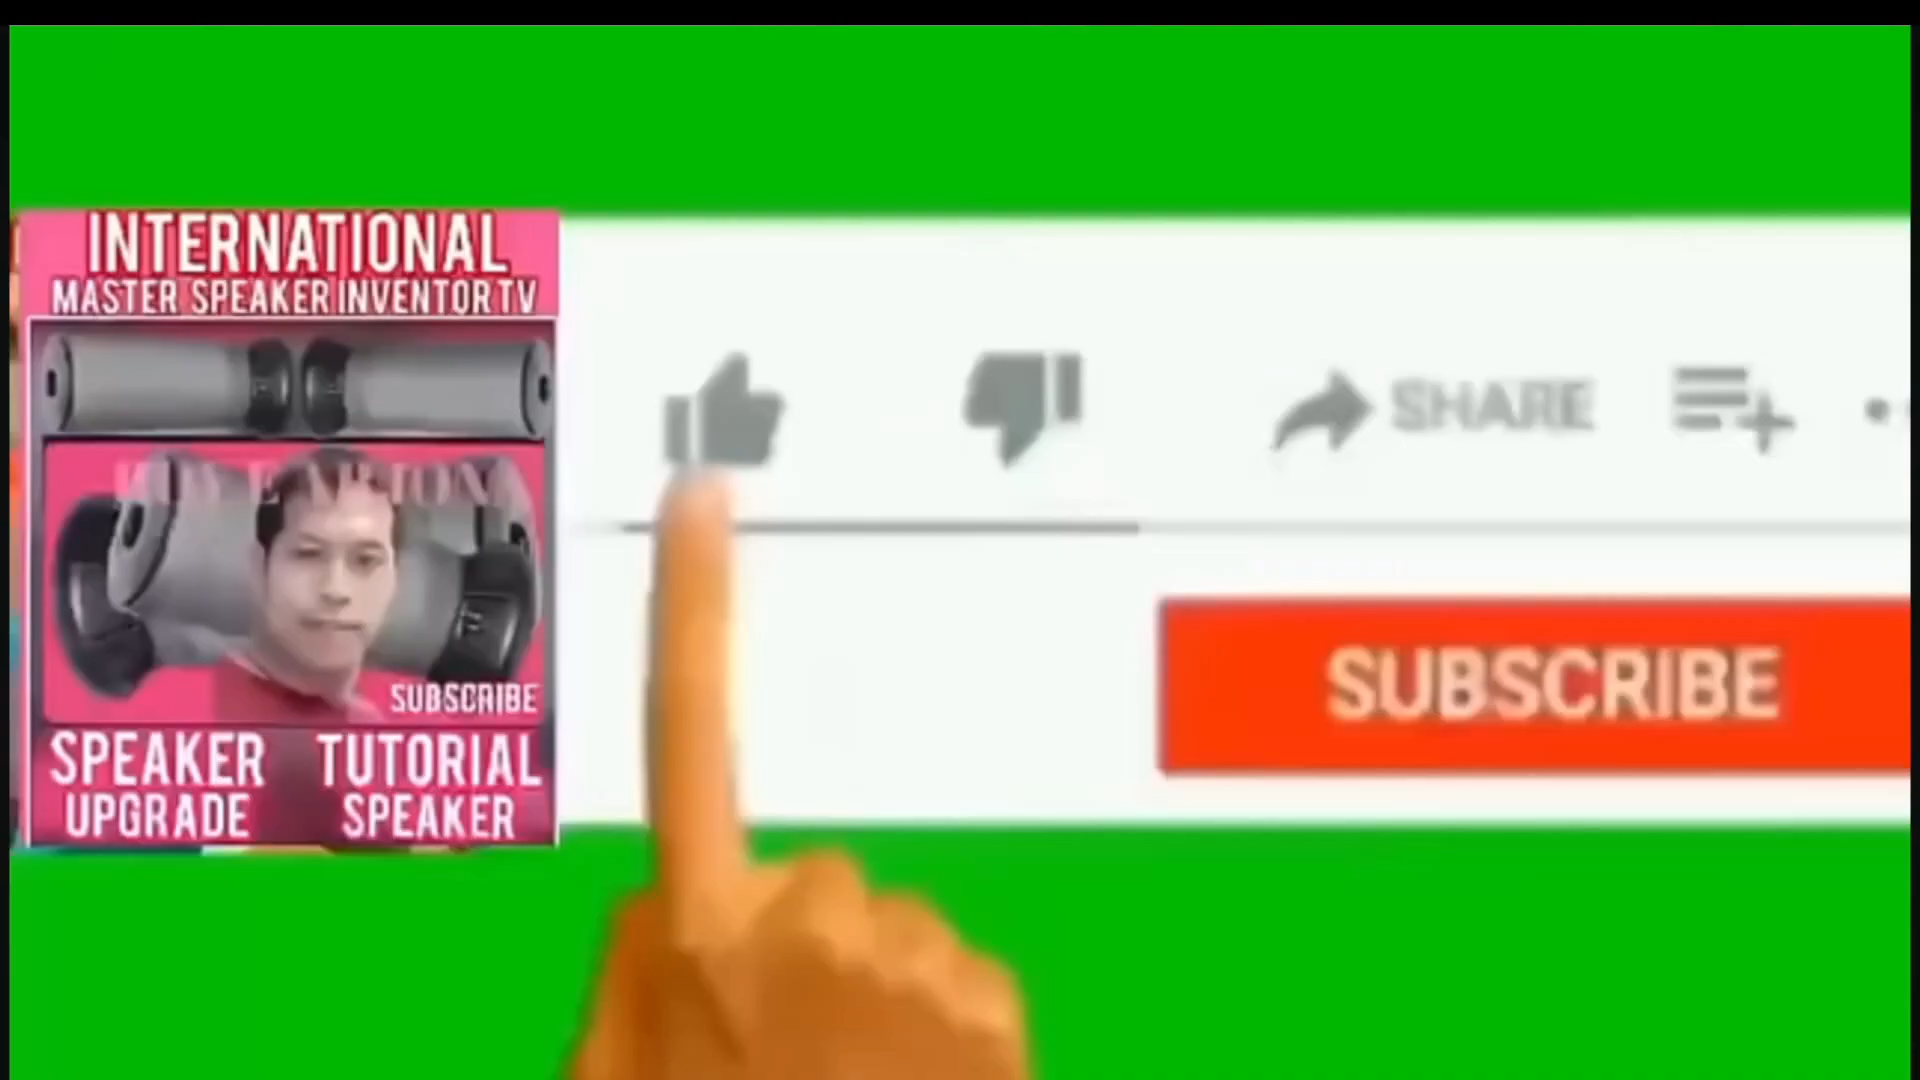 INTERNATIONAL
MASTER SPEAKER INVENTOR TV
SUBSCRIBE
SPEAKER TUTORIAL
UPGRADE SPEAKER
SHARE
SUBSCRIBE